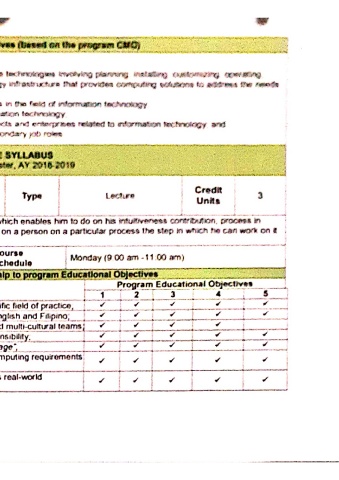 ves (based on the program CMO)
e technologies involving planning, installing, customizing, operating
gy infrastructure that provides computing solutions to address the needs
s in the field of information technology
ation technology
cts and enterprises related to information technology and
ondary job roles
E SYLLABUS
ster, AY 2018-2019
Type Lecture Credit Units 3
which enables him to do on his intuitiveness contribution, process in
on a person on a particular process the step in which he can work on it
ourse
chedule Monday (9:00 am -11:00 am)
hip to program Educational Objectives
Program Educational Objectives
1 2 3 4 5
ific field of practice, ✓ ✓ ✓ ✓ ✓
nglish and Filipino; ✓ ✓ ✓ ✓ ✓
d multi-cultural teams; ✓ ✓ ✓ ✓
nsibility, ✓ ✓ ✓ ✓ ✓
age", ✓ ✓ ✓ ✓ ✓
mputing requirements ✓ ✓ ✓ ✓ ✓
s real-world ✓ ✓ ✓ ✓ ✓